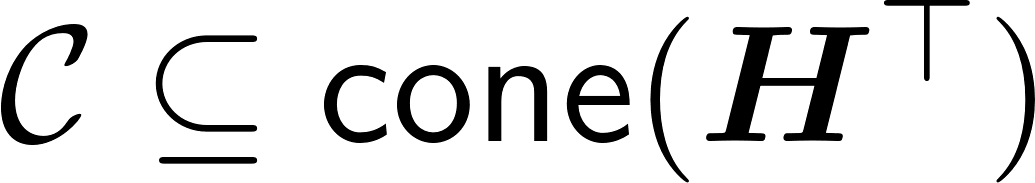 𝒞 ⊆ cone(𝑯^⊤)